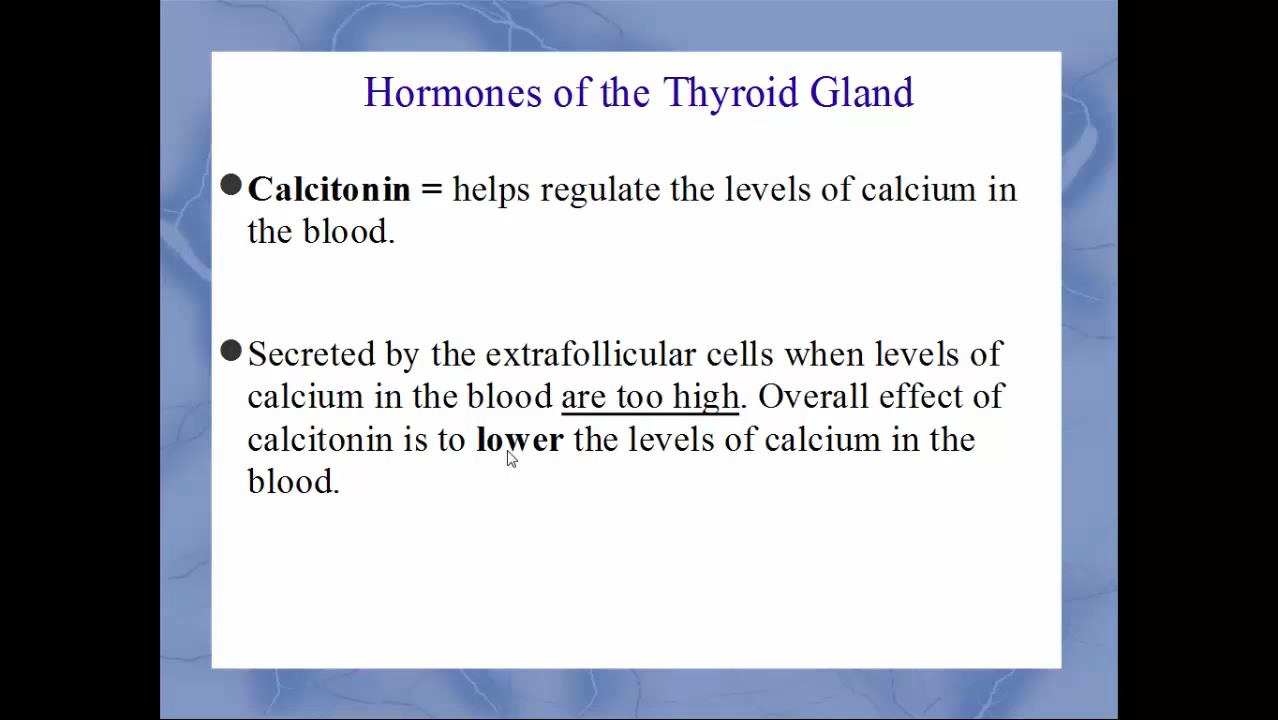 Hormones of the Thyroid Gland
●Calcitonin = helps regulate the levels of calcium in
the blood.
●Secreted by the extrafollicular cells when levels of
calcium in the blood are too high. Overall effect of
calcitonin is to lower the levels of calcium in the
blood.